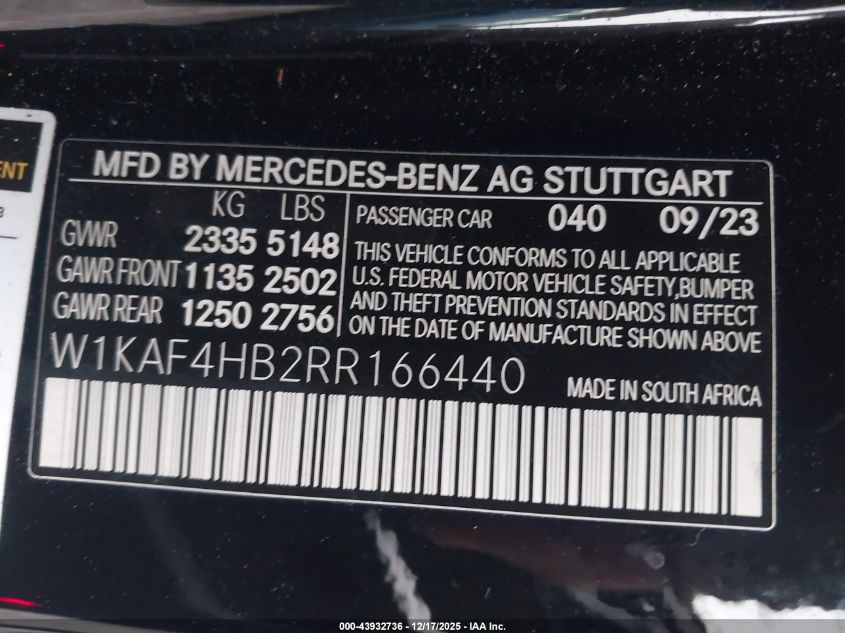 ENT
MFD BY MERCEDES-BENZ AG STUTTGART
KG LBS
GVWR 2335 5148
GAWR FRONT 1135 2502
GAWR REAR 1250 2756
PASSENGER CAR 040 09/23
THIS VEHICLE CONFORMS TO ALL APPLICABLE
U.S. FEDERAL MOTOR VEHICLE SAFETY,BUMPER
AND THEFT PREVENTION STANDARDS IN EFFECT
ON THE DATE OF MANUFACTURE SHOWN ABOVE
W1KAF4HB2RR166440
MADE IN SOUTH AFRICA
000-43932736 - 12/17/2025 - IAA Inc.